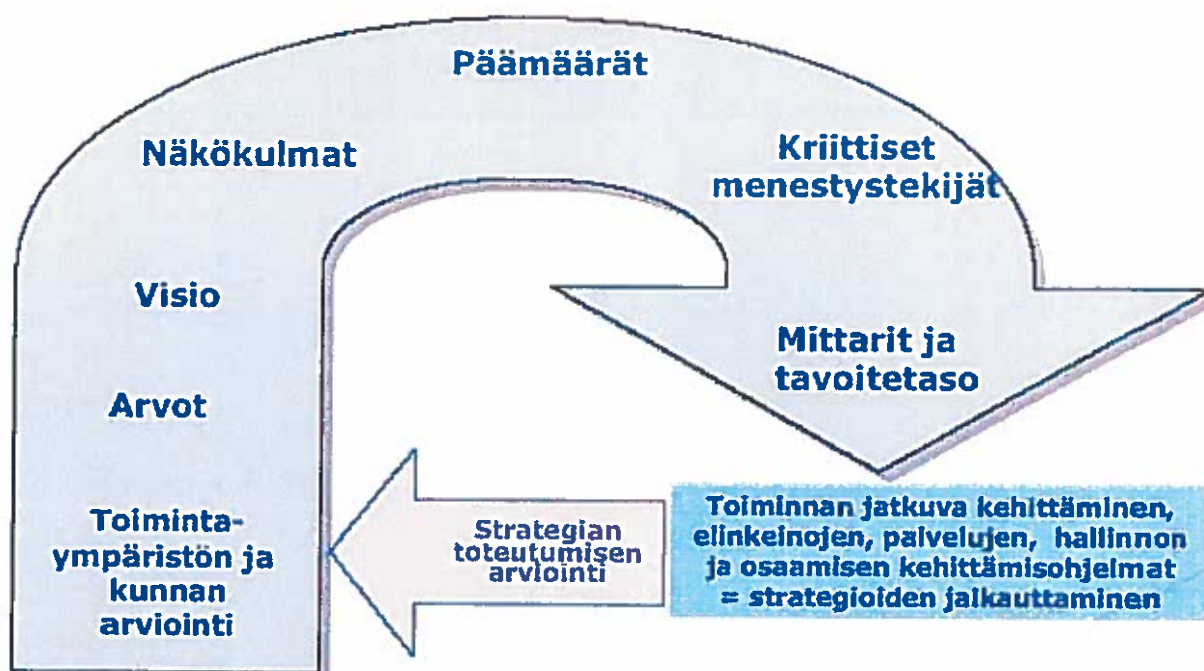 Päämäärät
Näkökulmat
Kriittiset
menestystekijät
Visio
Mittarit ja
tavoitetaso
Arvot
Toiminta-
ympäristön ja
kunnan
arviointi
Strategian
toteutumisen
arviointi
Toiminnan jatkuva kehittäminen,
elinkeinojen, palvelujen, hallinnon
ja osaamisen kehittämisohjelmat
= strategioiden jalkauttaminen